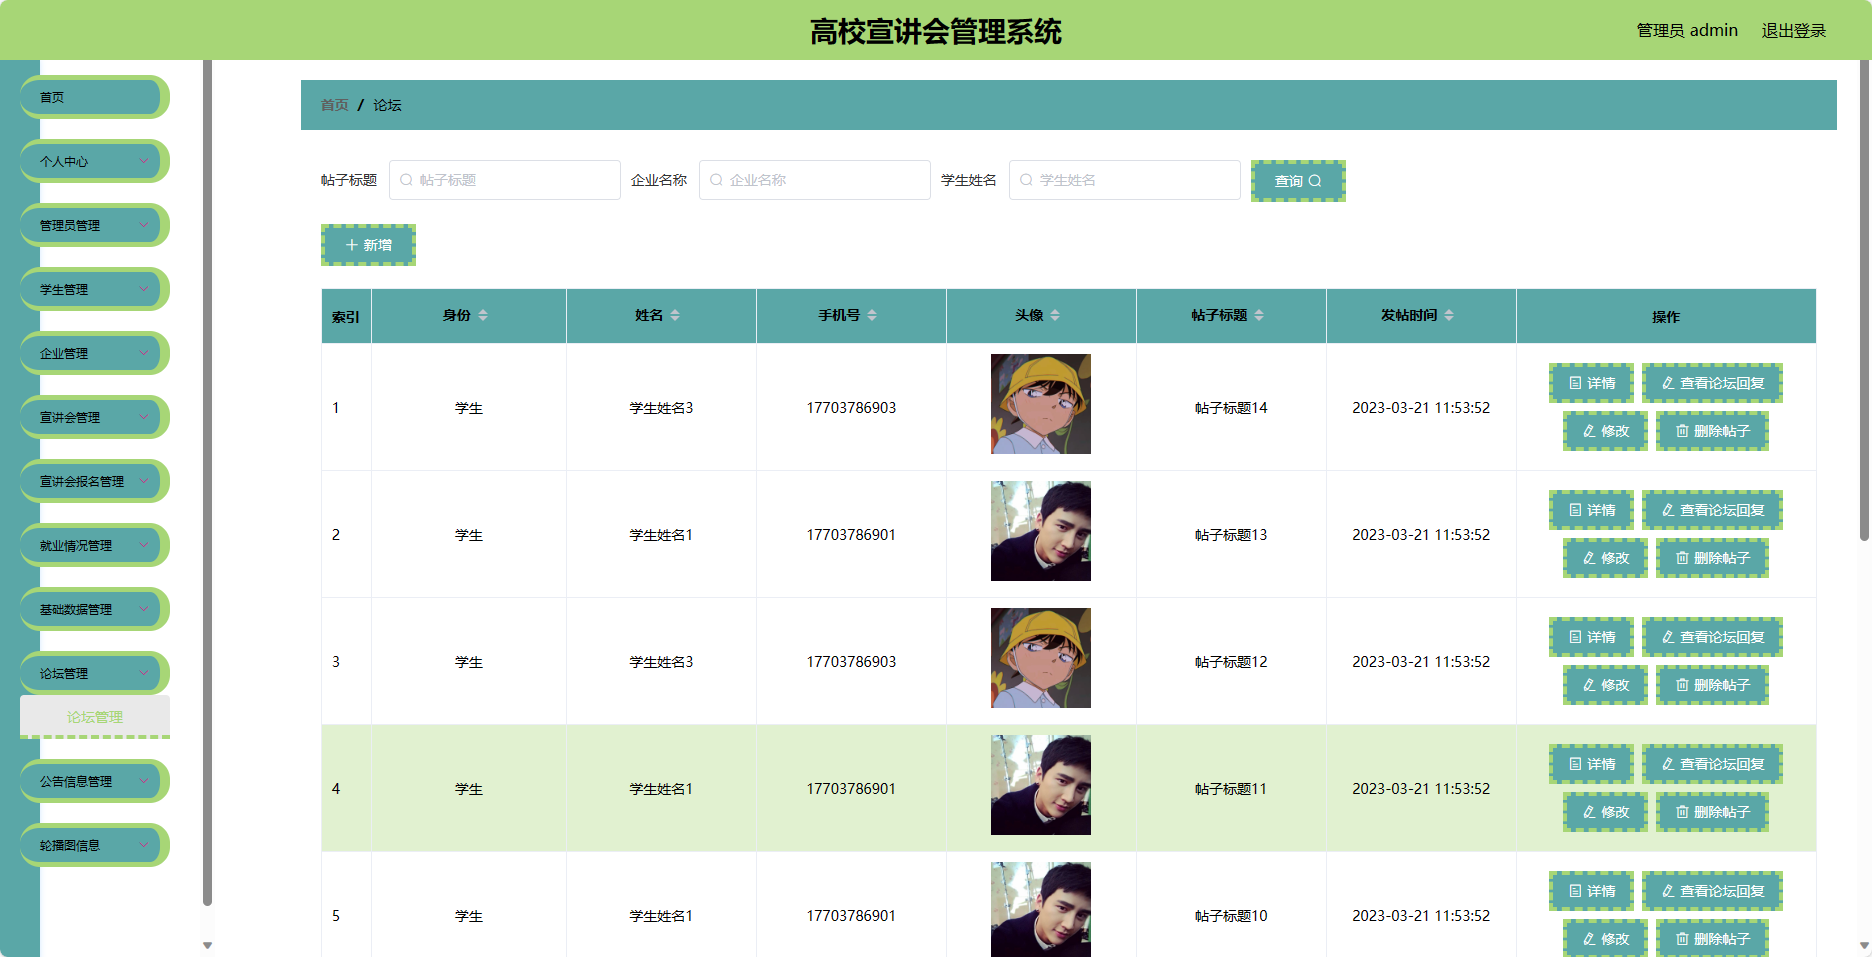 高校宣讲会管理系统
管理员 admin 退出登录
首页
个人中心
管理员管理
学生管理
企业管理
宣讲会管理
宣讲会报名管理
就业情况管理
基础数据管理
论坛管理
论坛管理
公告信息管理
轮播图信息
首页 / 论坛
帖子标题 帖子标题 企业名称 企业名称 学生姓名 学生姓名 查询
新增
索引 身份 姓名 手机号 头像 帖子标题 发帖时间 操作
1 学生 学生姓名3 17703786903 帖子标题14 2023-03-21 11:53:52 详情 查看论坛回复
修改 删除帖子
2 学生 学生姓名1 17703786901 帖子标题13 2023-03-21 11:53:52 详情 查看论坛回复
修改 删除帖子
3 学生 学生姓名3 17703786903 帖子标题12 2023-03-21 11:53:52 详情 查看论坛回复
修改 删除帖子
4 学生 学生姓名1 17703786901 帖子标题11 2023-03-21 11:53:52 详情 查看论坛回复
修改 删除帖子
5 学生 学生姓名1 17703786901 帖子标题10 2023-03-21 11:53:52 详情 查看论坛回复
修改 删除帖子